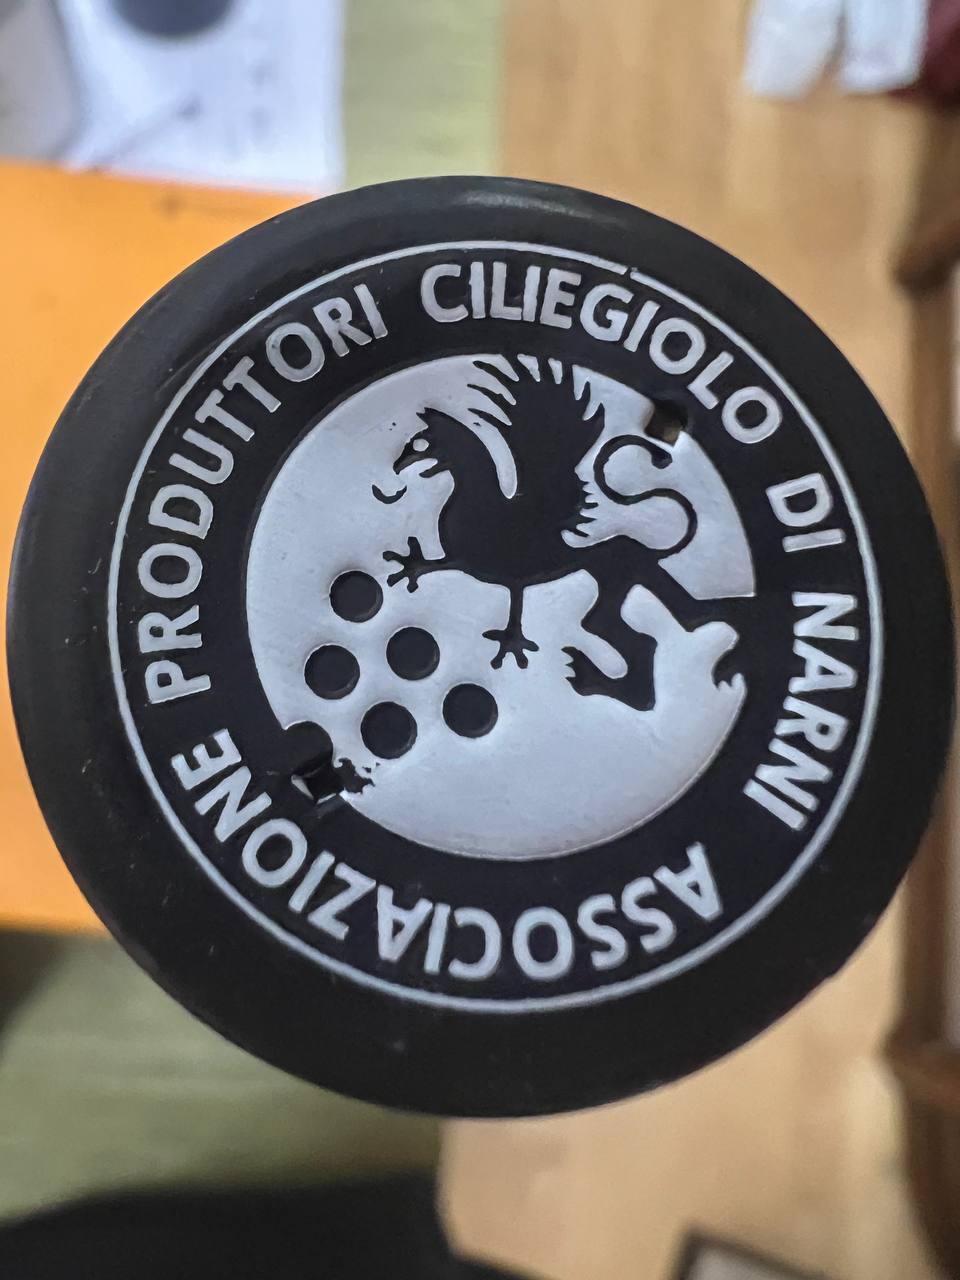 ASSOCIAZIONE PRODUTTORI CILIEGIOLO DI NARNI